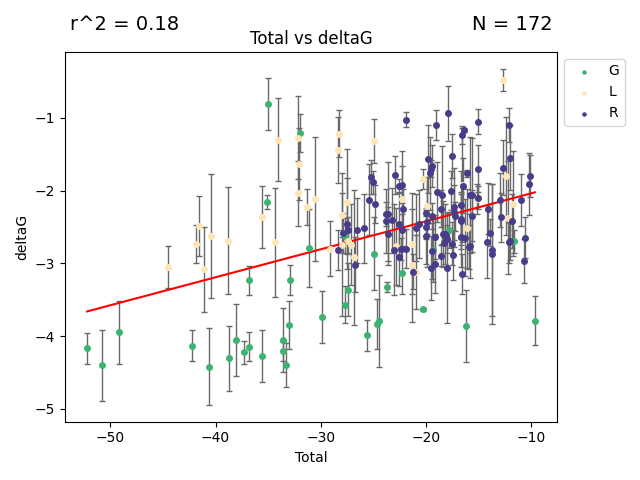 r^2 = 0.18
N = 172
Total vs deltaG
G
L
R
−1
−2
−3
−4
−5
deltaG
−50
−40
−30
−20
−10
Total